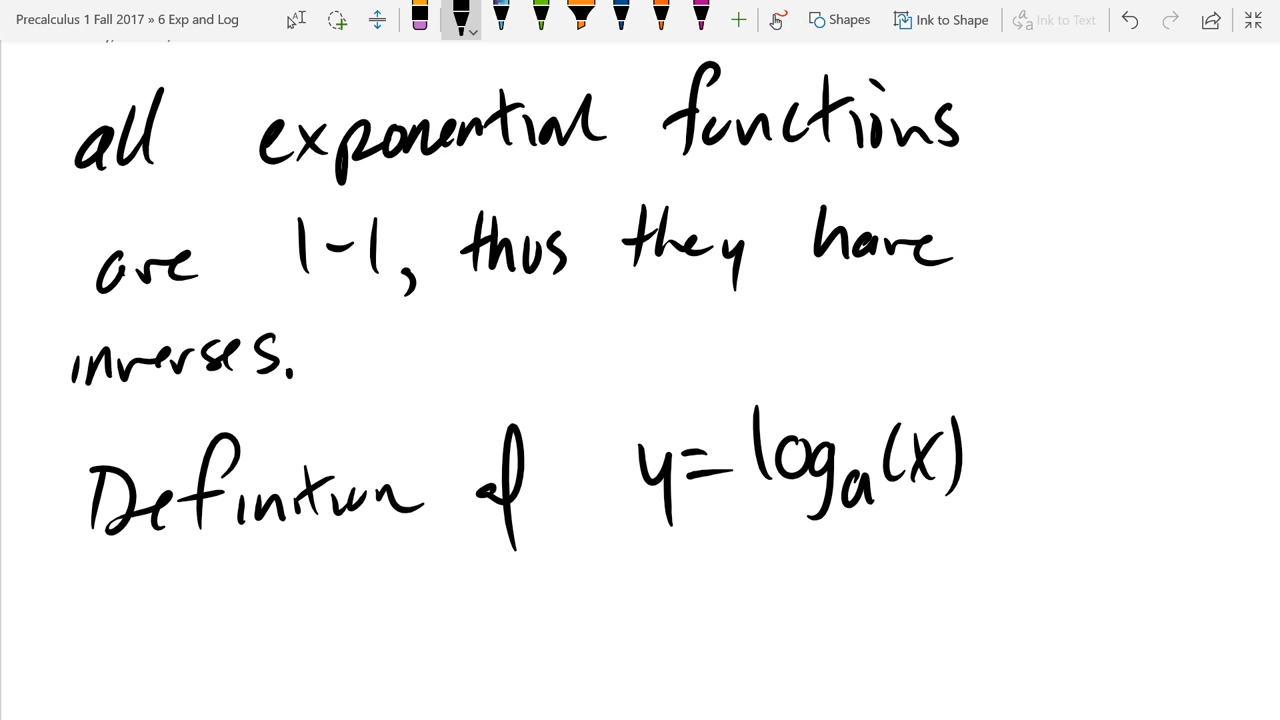 Precalculus 1 Fall 2017 » 6 Exp and Log
Shapes
Ink to Shape
Ink to Text
all exponential functions
are 1-1, thus they have
inverses.
Definition of y = logₐ(x)